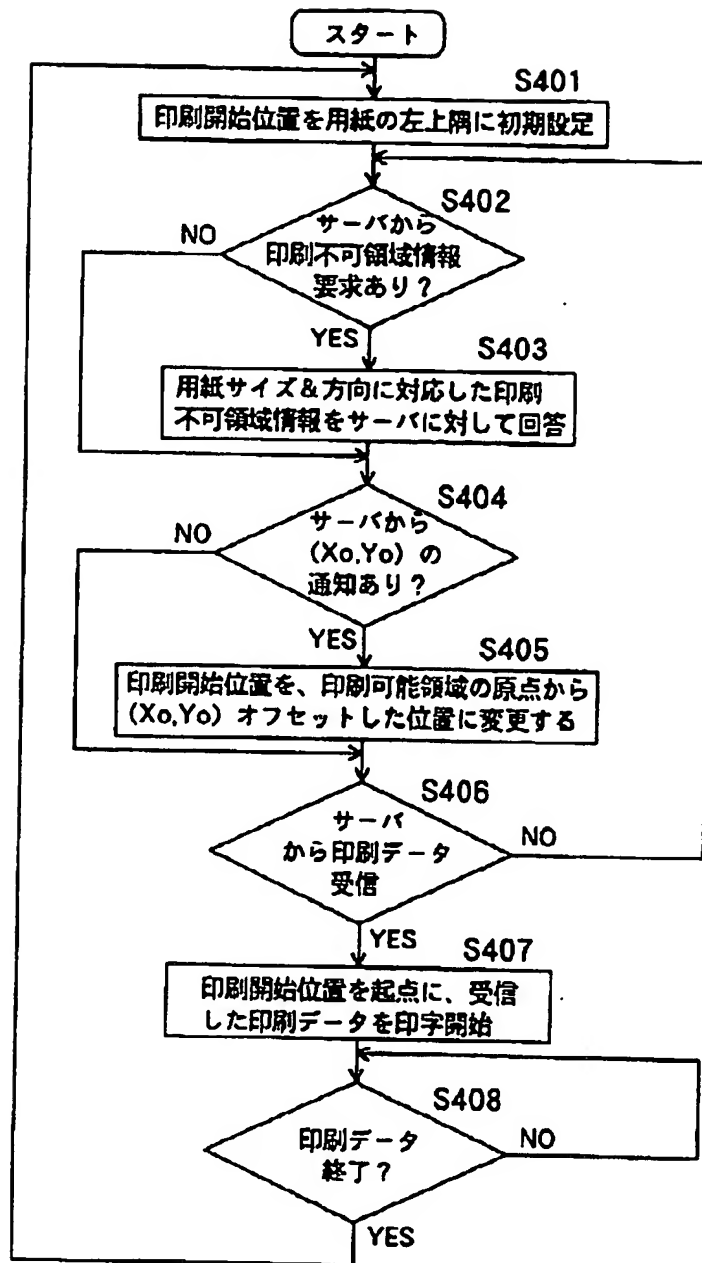 スタート
S401
印刷開始位置を用紙の左上隅に初期設定
S402
サーバから
印刷不可領域情報
要求あり？
NO
YES
S403
用紙サイズ&方向に対応した印刷
不可領域情報をサーバに対して回答
S404
サーバから
(Xo,Yo) の
通知あり？
NO
YES
S405
印刷開始位置を、印刷可能領域の原点から
(Xo,Yo) オフセットした位置に変更する
S406
サーバ
から印刷データ
受信
NO
YES
S407
印刷開始位置を起点に、受信
した印刷データを印字開始
S408
印刷データ
終了？
NO
YES